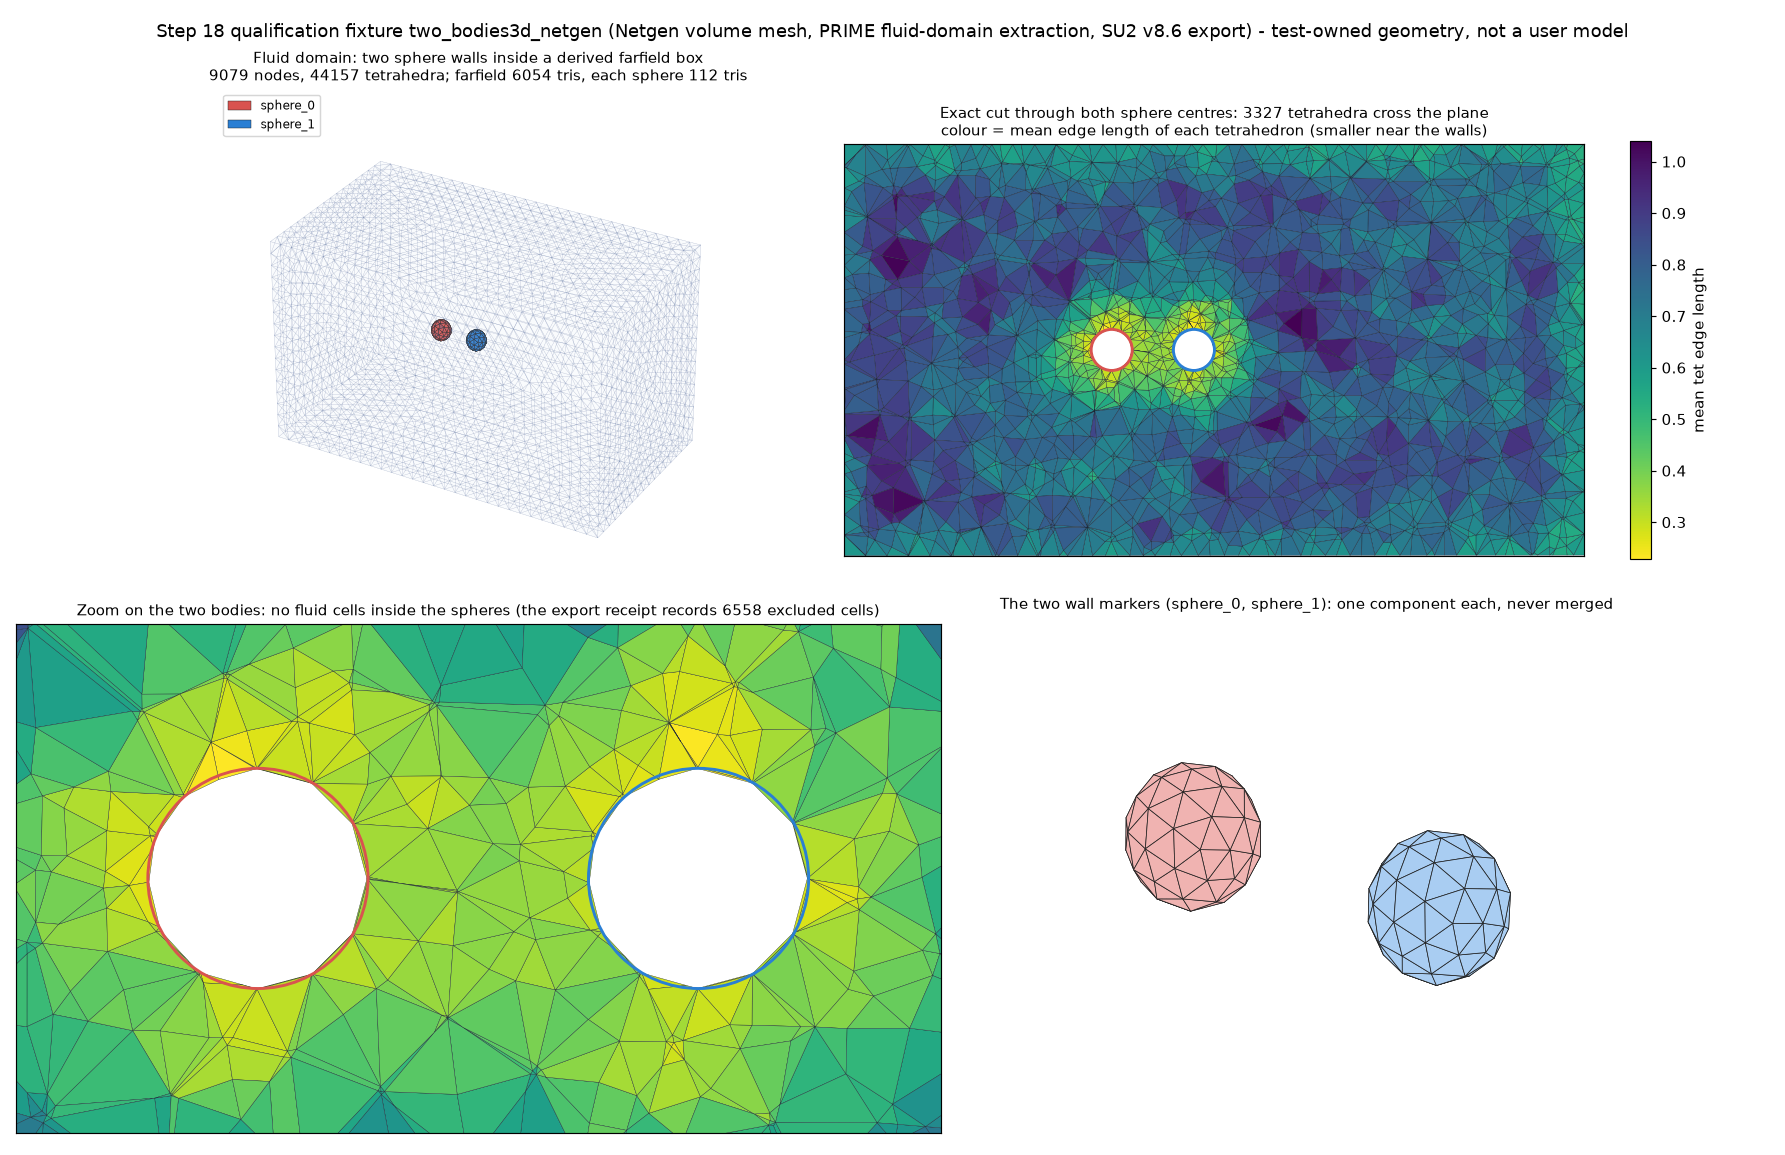 Step 18 qualification fixture two_bodies3d_netgen (Netgen volume mesh, PRIME fluid-domain extraction, SU2 v8.6 export) - test-owned geometry, not a user model
Fluid domain: two sphere walls inside a derived farfield box
9079 nodes, 44157 tetrahedra; farfield 6054 tris, each sphere 112 tris
sphere_0
sphere_1
Exact cut through both sphere centres: 3327 tetrahedra cross the plane
colour = mean edge length of each tetrahedron (smaller near the walls)
1.0
0.9
0.8
0.7
0.6
0.5
0.4
0.3
mean tet edge length
Zoom on the two bodies: no fluid cells inside the spheres (the export receipt records 6558 excluded cells)
The two wall markers (sphere_0, sphere_1): one component each, never merged